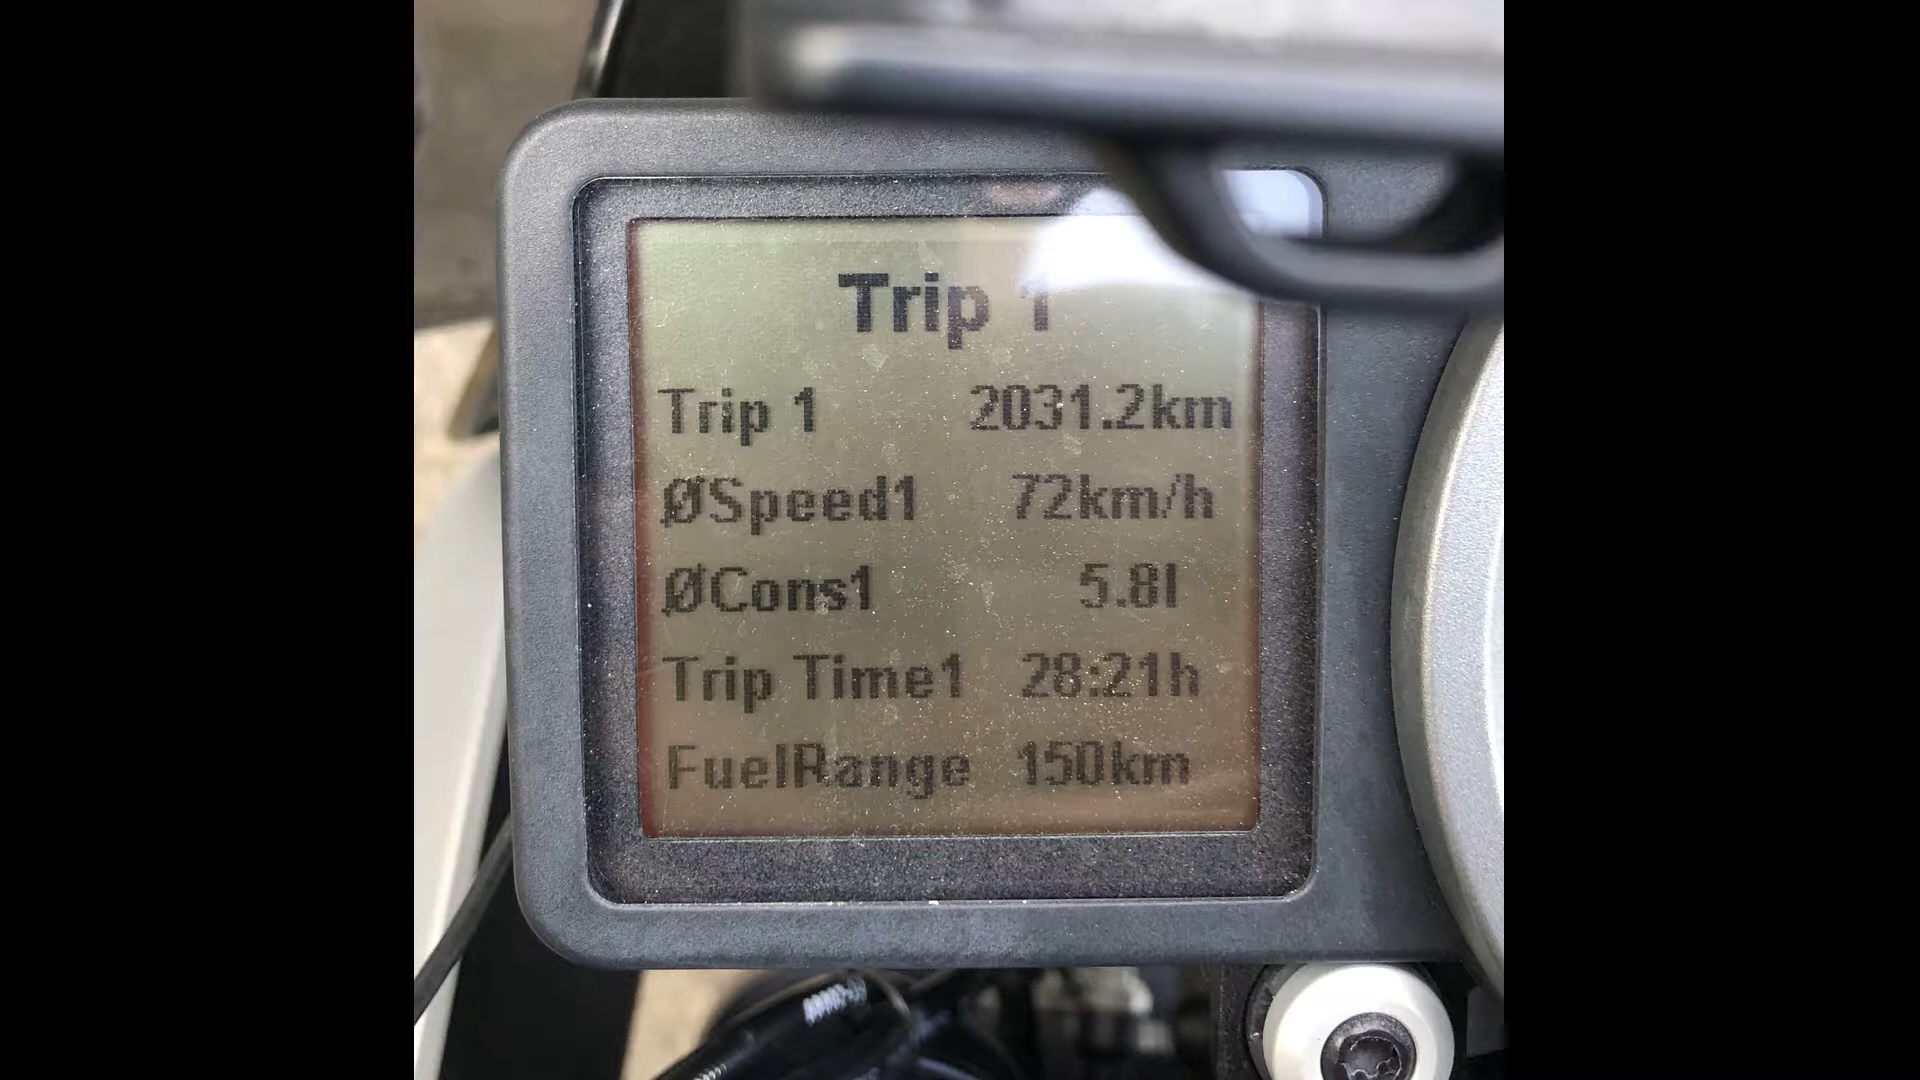 Trip 1
Trip 1 2031.2km
ØSpeed1 72km/h
ØCons1 5.8l
Trip Time1 28:21h
FuelRange 150km